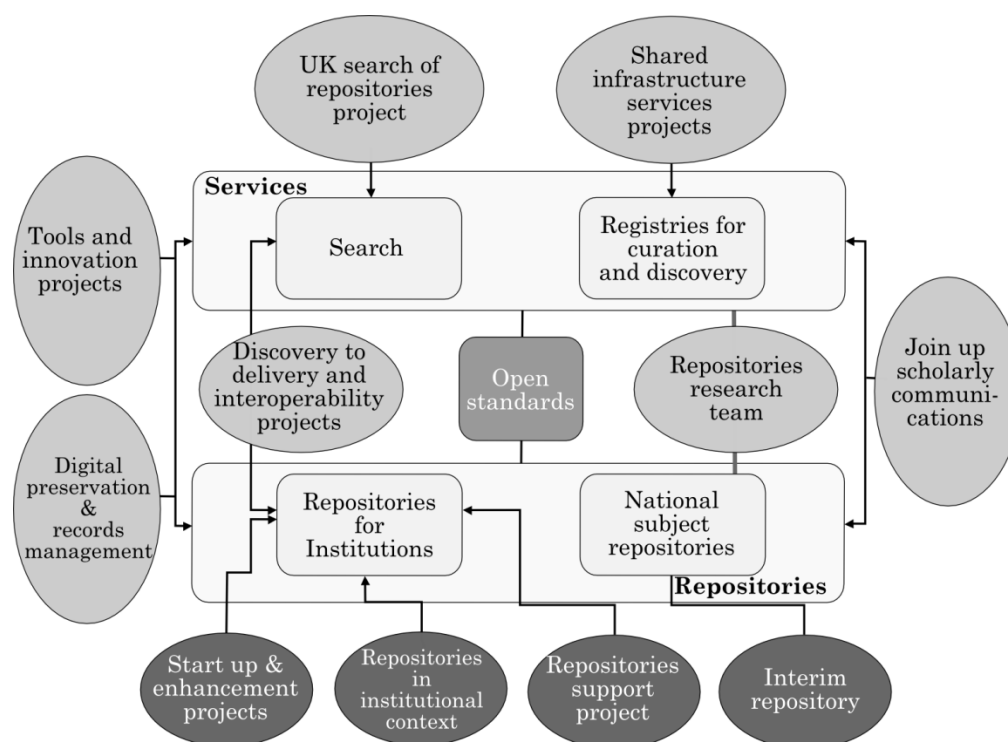 UK search of
repositories
project
Shared
infrastructure
services
projects
Services
Tools and
innovation
projects
Search
Registries for
curation
and discovery
Discovery to
delivery and
interoperability
projects
Open
standards
Repositories
research
team
Join up
scholarly
communi-
cations
Digital
preservation
&
records
management
Repositories
for
Institutions
National
subject
repositories
Repositories
Start up &
enhancement
projects
Repositories
in
institutional
context
Repositories
support
project
Interim
repository